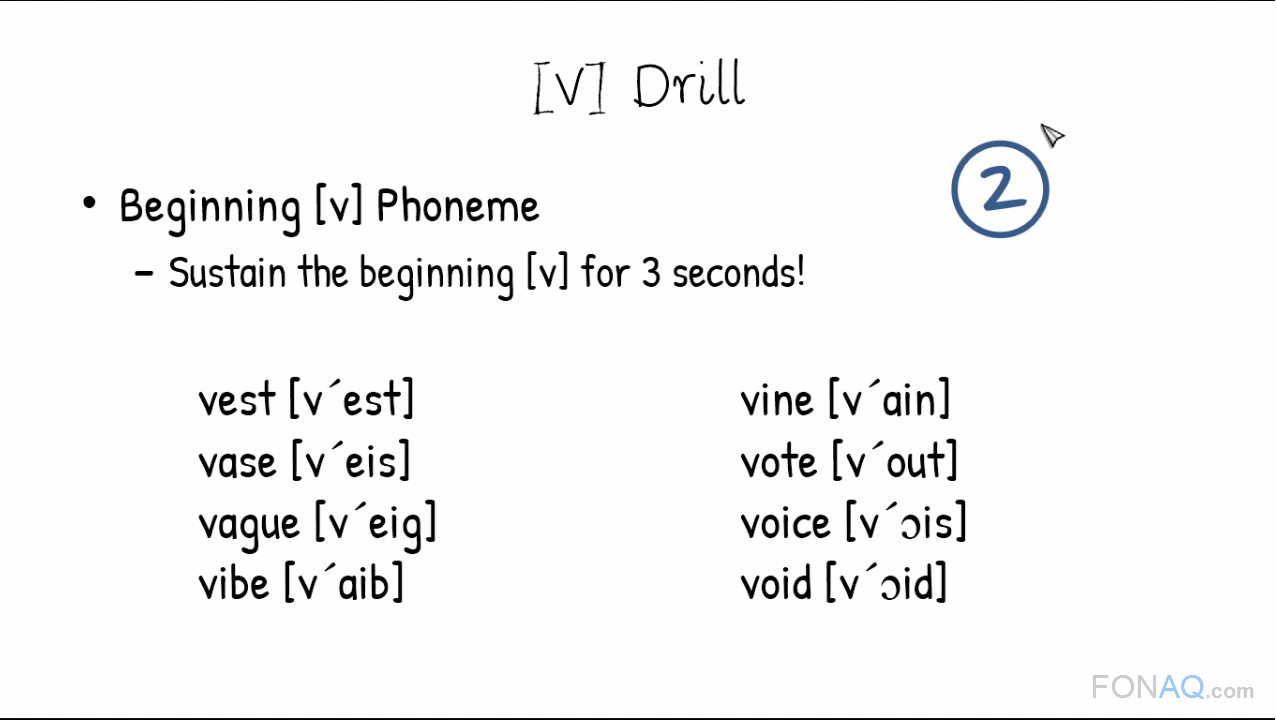 [v] Drill
2
• Beginning [v] Phoneme
– Sustain the beginning [v] for 3 seconds!
vest [v´est]
vase [v´eis]
vague [v´eig]
vibe [v´aib]
vine [v´ain]
vote [v´out]
voice [v´ɔis]
void [v´ɔid]
FONAQ.com